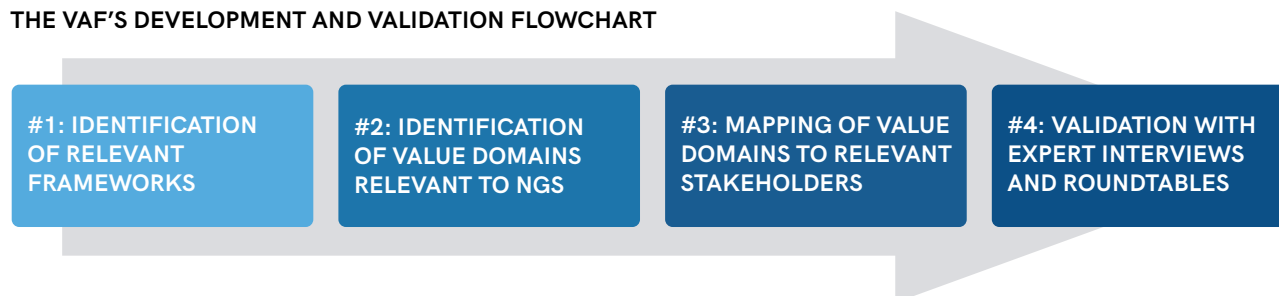 THE VAF'S DEVELOPMENT AND VALIDATION FLOWCHART
#1: IDENTIFICATION
OF RELEVANT
FRAMEWORKS
#2: IDENTIFICATION
OF VALUE DOMAINS
RELEVANT TO NGS
#3: MAPPING OF VALUE
DOMAINS TO RELEVANT
STAKEHOLDERS
#4: VALIDATION WITH
EXPERT INTERVIEWS
AND ROUNDTABLES